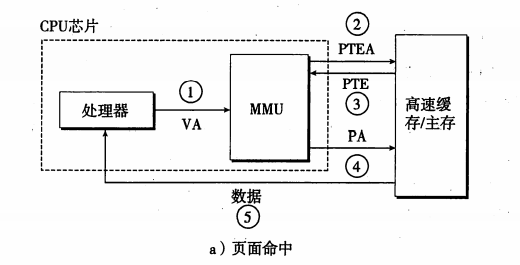 CPU芯片
②
PTEA
①
处理器
VA
MMU
PTE
③
高速缓
存/主存
PA
④
数据
⑤
a）页面命中